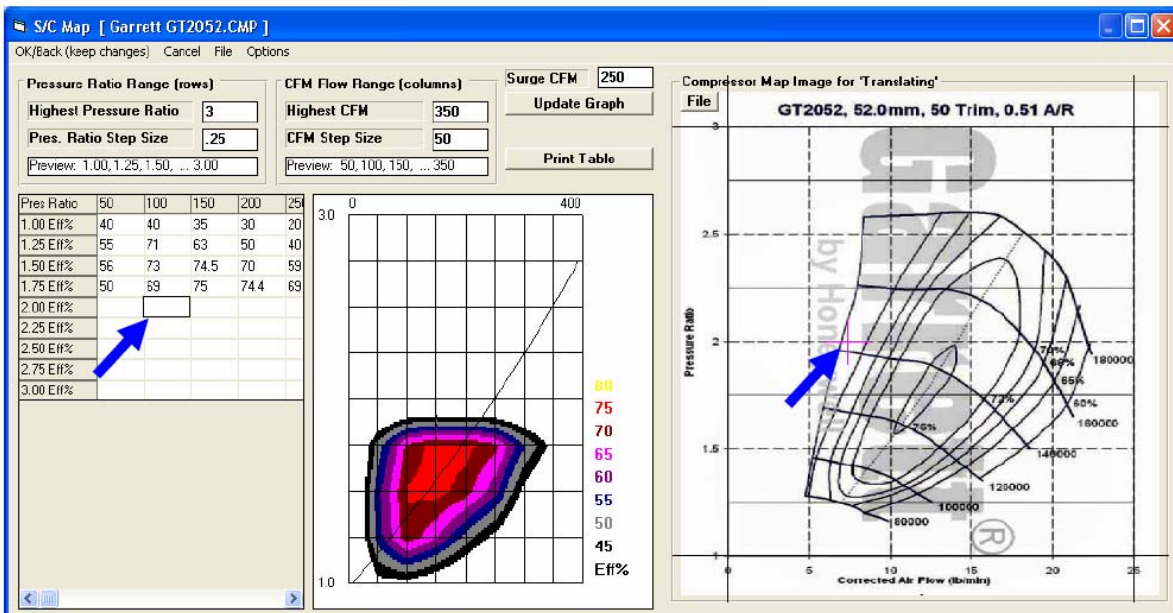 S/C Map [ Garrett GT2052.CMP ]
OK/Back (keep changes) Cancel File Options
Pressure Ratio Range (rows)
Highest Pressure Ratio 3
Pres. Ratio Step Size .25
Preview: 1.00, 1.25, 1.50, ... 3.00
CFM Flow Range (columns)
Highest CFM 350
CFM Step Size 50
Preview: 50, 100, 150, ... 350
Surge CFM 250
Update Graph
Print Table
Pres Ratio 50 100 150 200 250
1.00 Eff% 40 40 35 30 20
1.25 Eff% 55 71 63 50 40
1.50 Eff% 56 73 74.5 70 59
1.75 Eff% 50 69 75 74.4 69
2.00 Eff%
2.25 Eff%
2.50 Eff%
2.75 Eff%
3.00 Eff%
0 400
3.0
1.0
80
75
70
65
60
55
50
45
Eff%
Compressor Map Image for 'Translating'
File
GT2052, 52.0mm, 50 Trim, 0.51 A/R
Garrett
by Honeywell
®
Pressure Ratio
3
2.5
2
1.5
1
70%
68%
65%
60%
73%
75%
180000
160000
140000
120000
100000
80000
0 5 10 15 20 25
Corrected Air Flow (lb/min)